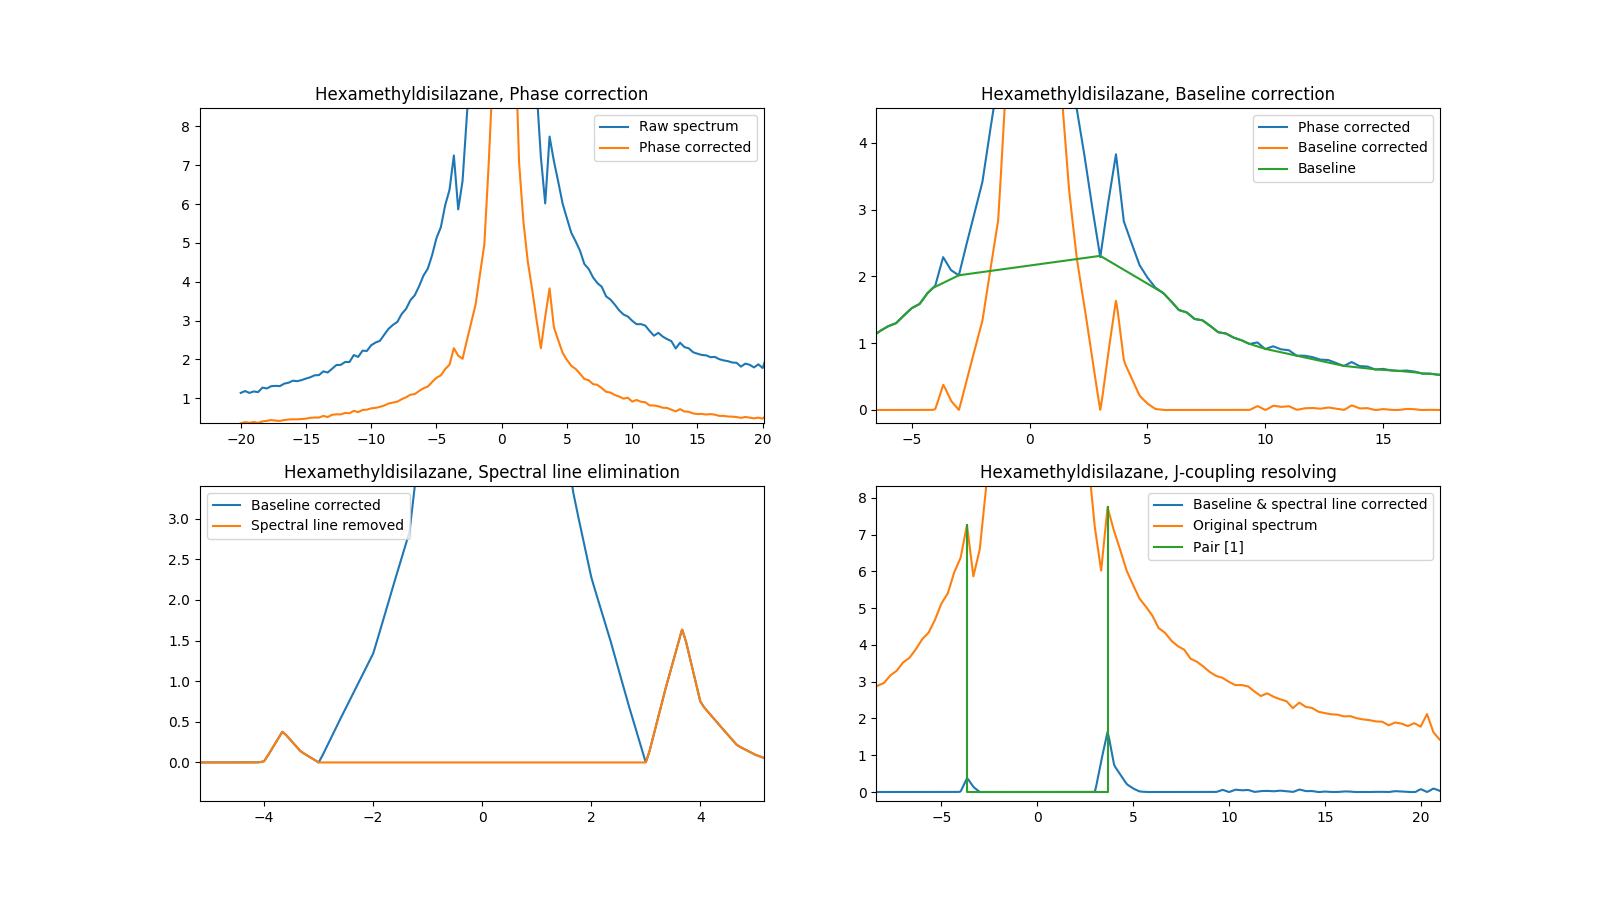 Hexamethyldisilazane, Phase correction
8
7
6
5
4
3
2
1
−20 −15 −10 −5 0 5 10 15 20
Raw spectrum
Phase corrected
Hexamethyldisilazane, Baseline correction
4
3
2
1
0
−5 0 5 10 15
Phase corrected
Baseline corrected
Baseline
Hexamethyldisilazane, Spectral line elimination
3.0
2.5
2.0
1.5
1.0
0.5
0.0
−4 −2 0 2 4
Baseline corrected
Spectral line removed
Hexamethyldisilazane, J-coupling resolving
8
7
6
5
4
3
2
1
0
−5 0 5 10 15 20
Baseline & spectral line corrected
Original spectrum
Pair [1]